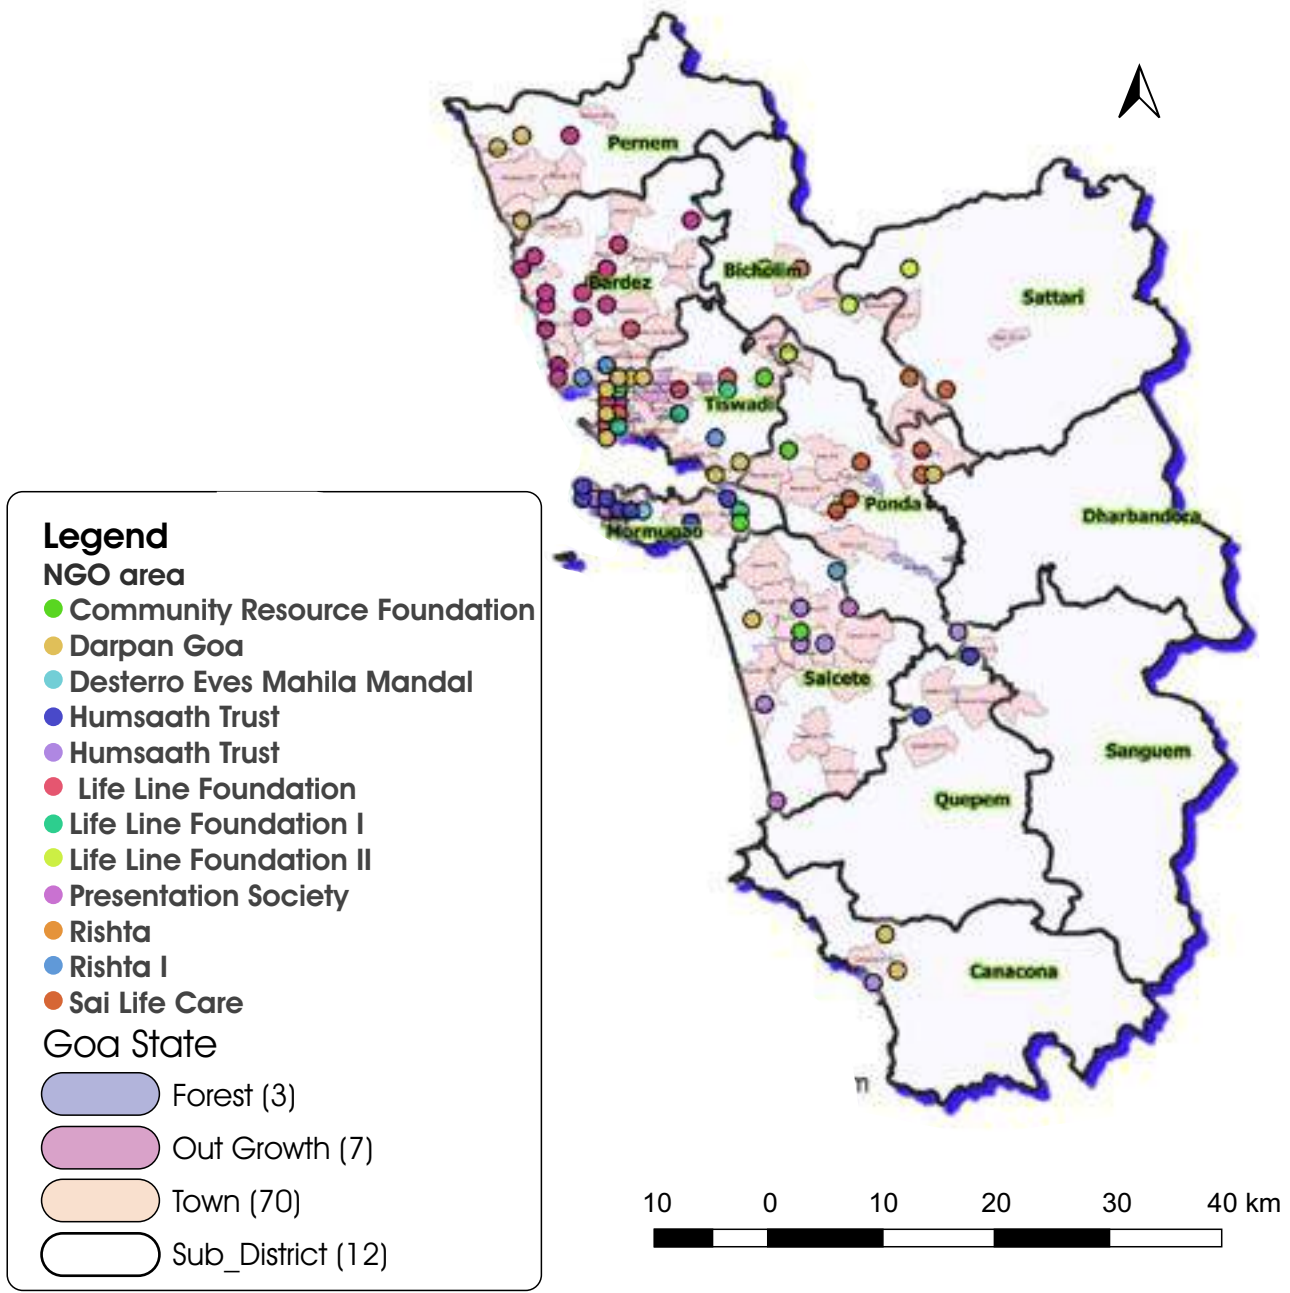 Pernem
Bicholim
Bardez
Sattari
Tiswadi
Ponda
Dharbandora
Mormugao
Salcete
Sanguem
Quepem
Canacona
m
Legend
NGO area
Community Resource Foundation
Darpan Goa
Desterro Eves Mahila Mandal
Humsaath Trust
Humsaath Trust
Life Line Foundation
Life Line Foundation I
Life Line Foundation II
Presentation Society
Rishta
Rishta I
Sai Life Care
Goa State
Forest (3)
Out Growth (7)
Town (70)
Sub_District (12)
10 0 10 20 30 40 km